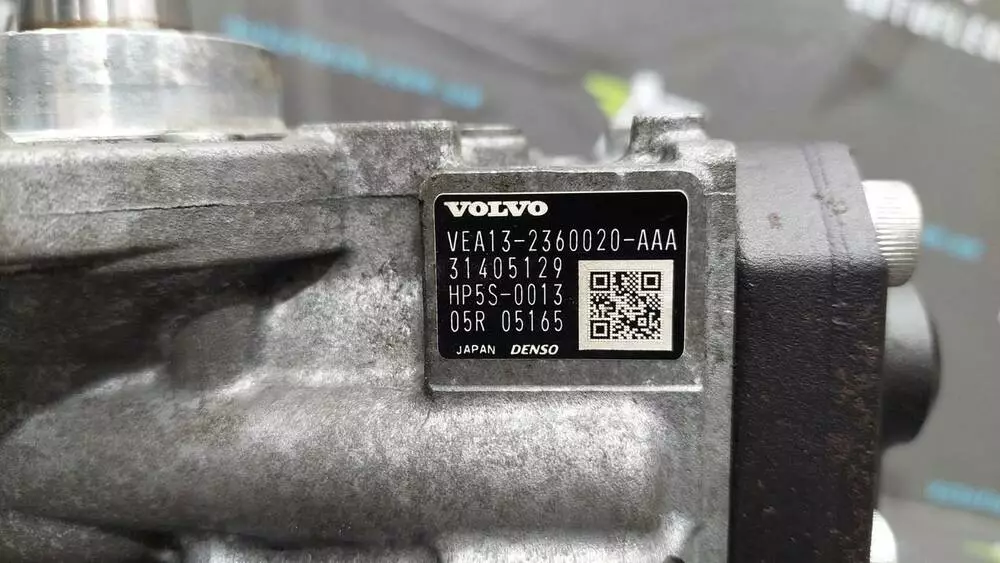 VOLVO
VEA13-2360020-AAA
31405129
HP5S-0013
05R 05165
JAPAN DENSO